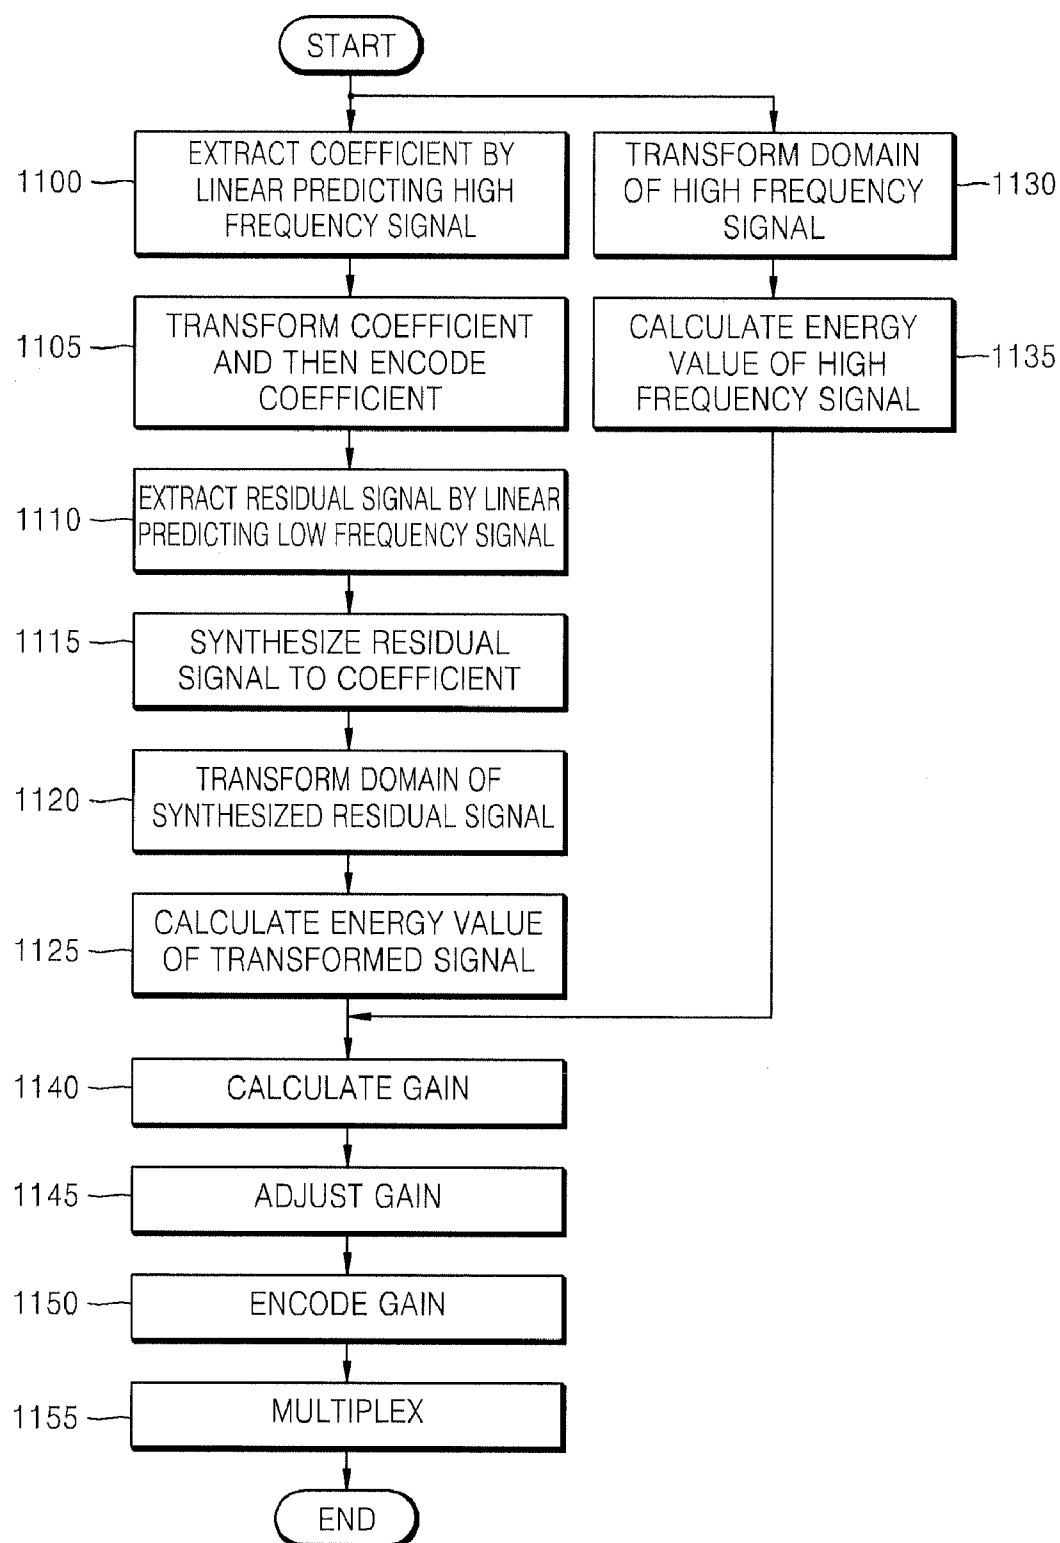 START
1100
EXTRACT COEFFICIENT BY
LINEAR PREDICTING HIGH
FREQUENCY SIGNAL
TRANSFORM DOMAIN
OF HIGH FREQUENCY
SIGNAL
1130
1105
TRANSFORM COEFFICIENT
AND THEN ENCODE
COEFFICIENT
CALCULATE ENERGY
VALUE OF HIGH
FREQUENCY SIGNAL
1135
1110
EXTRACT RESIDUAL SIGNAL BY LINEAR
PREDICTING LOW FREQUENCY SIGNAL
1115
SYNTHESIZE RESIDUAL
SIGNAL TO COEFFICIENT
1120
TRANSFORM DOMAIN OF
SYNTHESIZED RESIDUAL SIGNAL
1125
CALCULATE ENERGY VALUE
OF TRANSFORMED SIGNAL
1140
CALCULATE GAIN
1145
ADJUST GAIN
1150
ENCODE GAIN
1155
MULTIPLEX
END